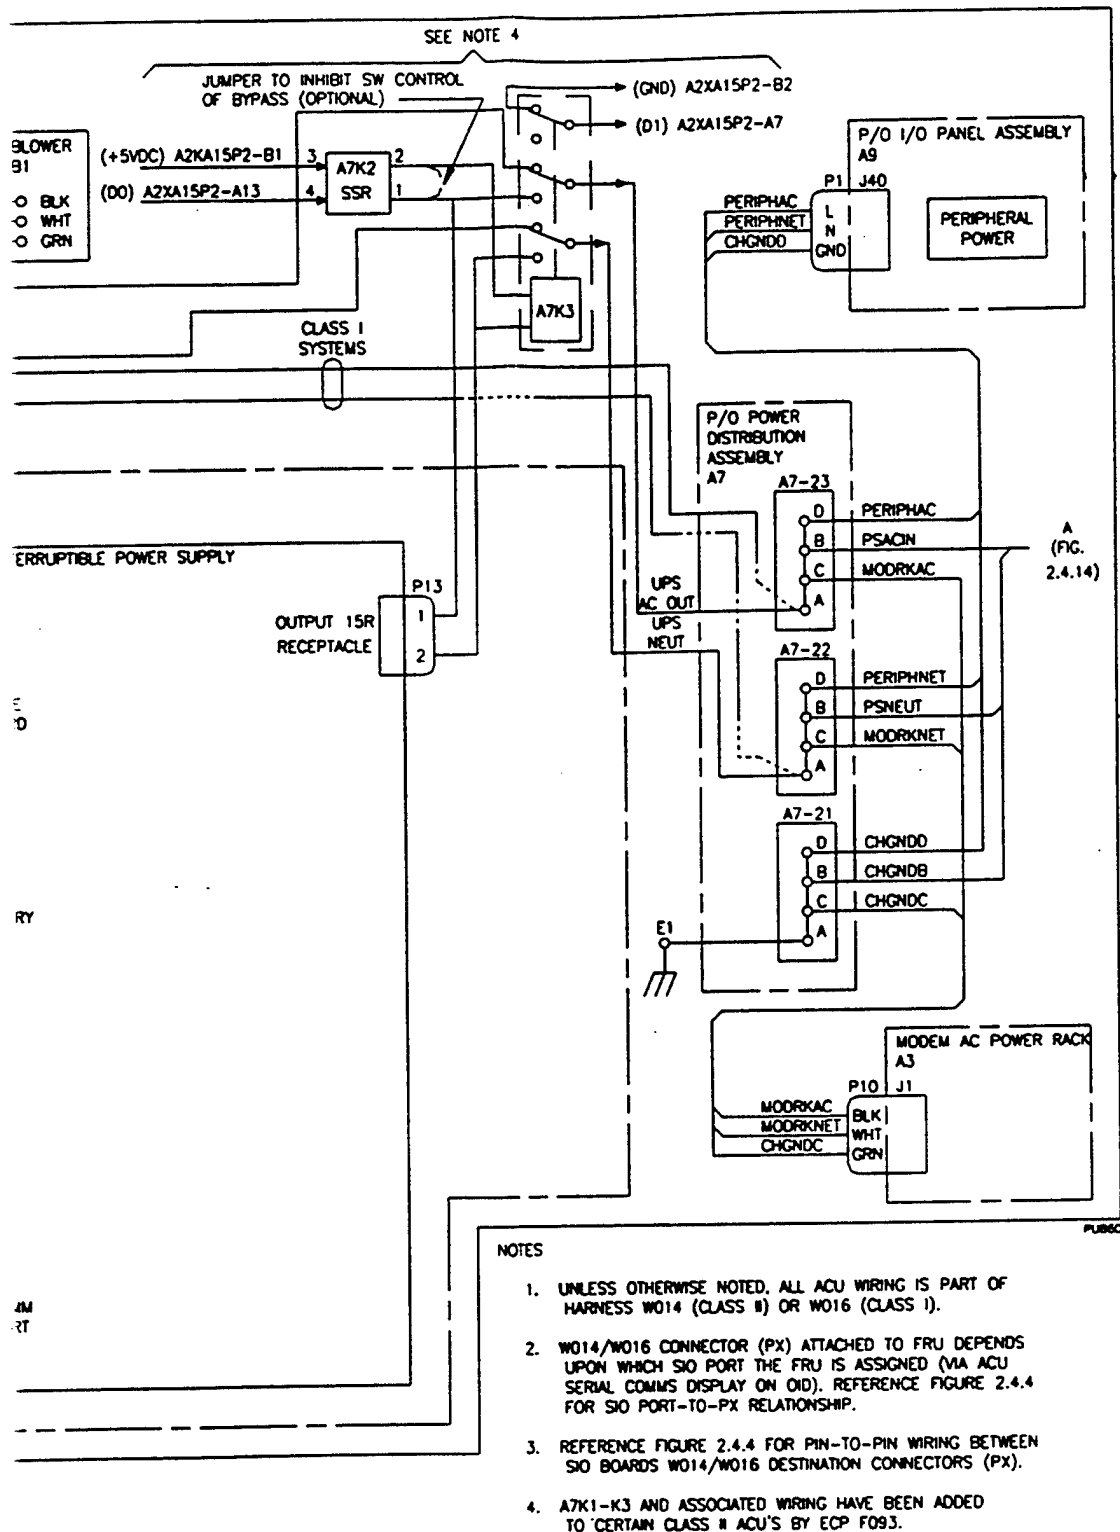 SEE NOTE 4
JUMPER TO INHIBIT SW CONTROL
OF BYPASS (OPTIONAL)
(GND) A2XA15P2-B2
(D1) A2XA15P2-A7
BLOWER
B1
BLK
WHT
GRN
(+5VDC) A2KA15P2-B1
(D0) A2XA15P2-A13
3
4
A7K2
SSR
2
1
A7K3
P/O I/O PANEL ASSEMBLY
A9
P1
J40
PERIPHAC
PERIPHNET
CHGNDD
L
N
GND
PERIPHERAL
POWER
CLASS I
SYSTEMS
P/O POWER
DISTRIBUTION
ASSEMBLY
A7
A7-23
D
PERIPHAC
B
PSACIN
C
MODRKAC
A
A
(FIG.
2.4.14)
ERRUPTIBLE POWER SUPPLY
P13
OUTPUT 15R
RECEPTACLE
1
2
UPS
AC OUT
UPS
NEUT
A7-22
D
PERIPHNET
B
PSNEUT
C
MODRKNET
A
A7-21
D
CHGNDD
B
CHGNDB
C
CHGNDC
A
E1
RY
MODEM AC POWER RACK
A3
P10
J1
MODRKAC
MODRKNET
CHGNDC
BLK
WHT
GRN
RT
NOTES
1. UNLESS OTHERWISE NOTED, ALL ACU WIRING IS PART OF
HARNESS W014 (CLASS II) OR W016 (CLASS I).
2. W014/W016 CONNECTOR (PX) ATTACHED TO FRU DEPENDS
UPON WHICH SIO PORT THE FRU IS ASSIGNED (VIA ACU
SERIAL COMMS DISPLAY ON OID). REFERENCE FIGURE 2.4.4
FOR SIO PORT-TO-PX RELATIONSHIP.
3. REFERENCE FIGURE 2.4.4 FOR PIN-TO-PIN WIRING BETWEEN
SIO BOARDS W014/W016 DESTINATION CONNECTORS (PX).
4. A7K1-K3 AND ASSOCIATED WIRING HAVE BEEN ADDED
TO CERTAIN CLASS II ACU'S BY ECP F093.